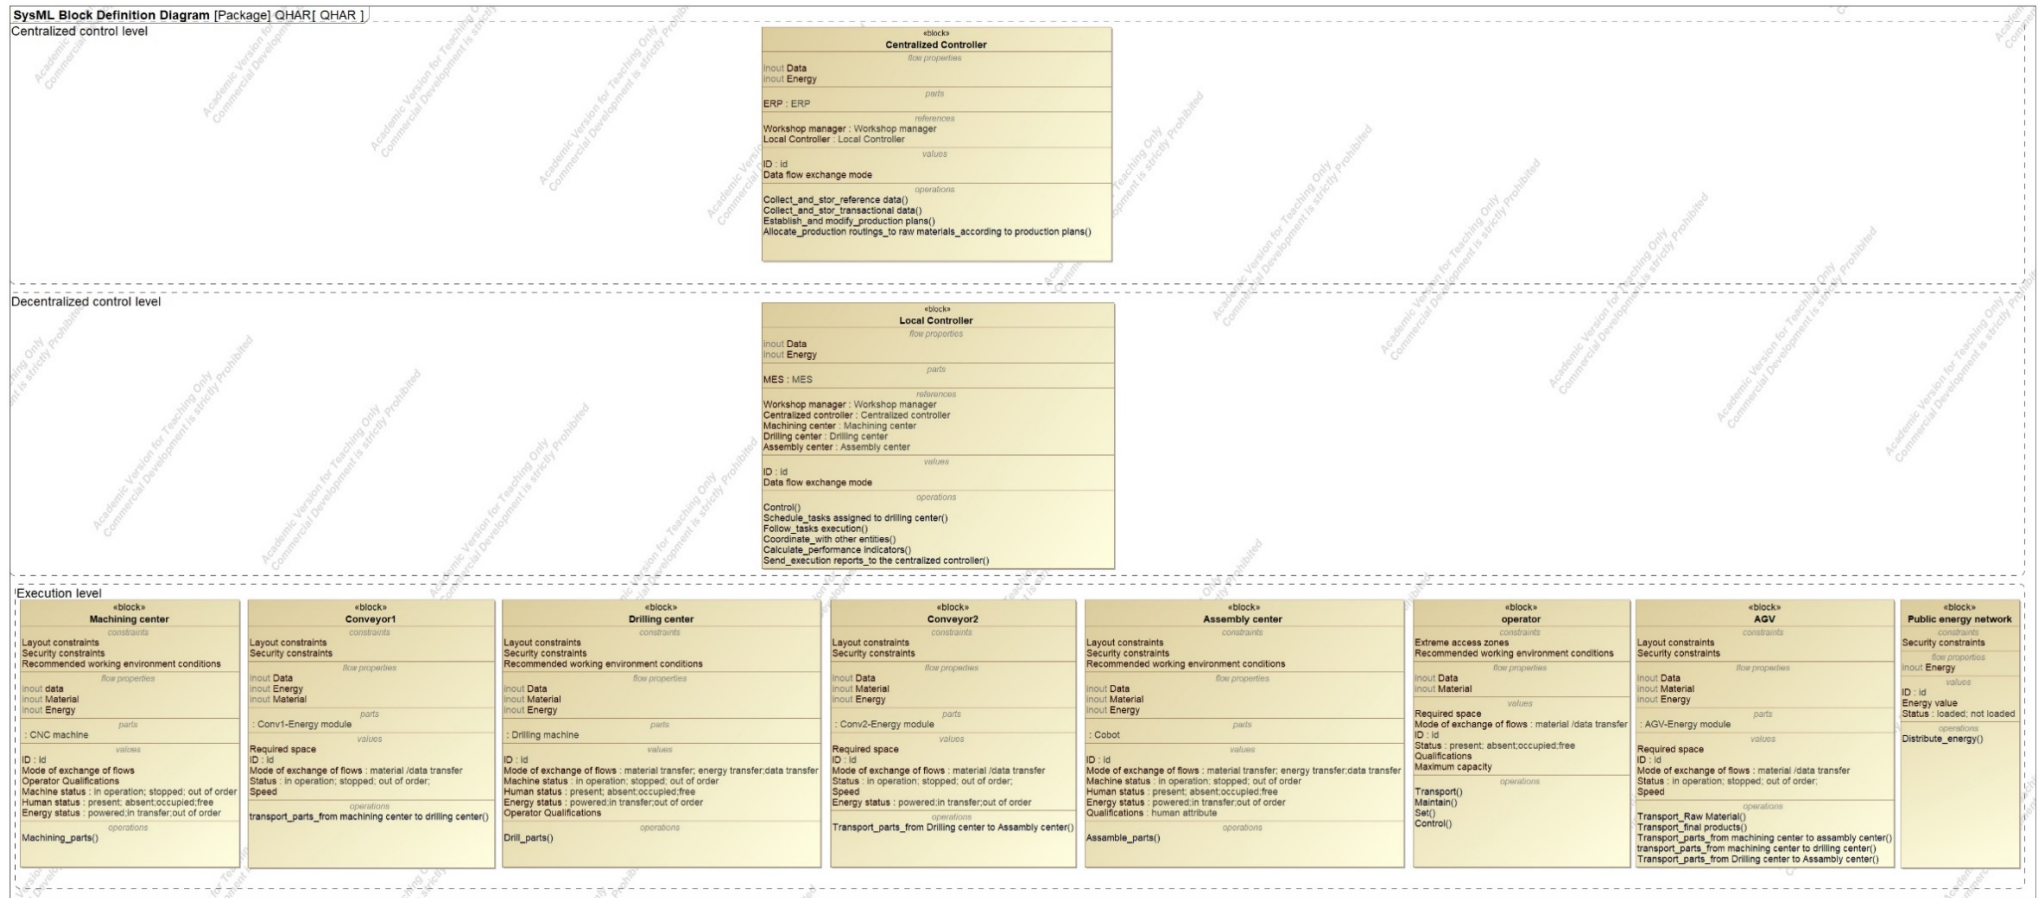 SysML Block Definition Diagram [Package] QHAR[ QHAR ]
Centralized control level
«block»
Centralized Controller
flow properties
inout Data
inout Energy
parts
ERP : ERP
references
Workshop manager : Workshop manager
Local Controller : Local Controller
values
ID : id
Data flow exchange mode
operations
Collect_and_stor_reference data()
Collect_and_stor_transactional data()
Establish_and modify_production plans()
Allocate_production routings_to raw materials_according to production plans()
Decentralized control level
«block»
Local Controller
flow properties
inout Data
inout Energy
parts
MES : MES
references
Workshop manager : Workshop manager
Centralized controller : Centralized controller
Machining center : Machining center
Drilling center : Drilling center
Assembly center : Assembly center
values
ID : id
Data flow exchange mode
operations
Control()
Schedule_tasks assigned to drilling center()
Follow_tasks execution()
Coordinate_with other entities()
Calculate_performance indicators()
Send_execution reports_to the centralized controller()
Execution level
«block»
Machining center
constraints
Layout constraints
Security constraints
Recommended working environment conditions
flow properties
inout data
inout Material
inout Energy
parts
: CNC machine
values
ID : id
Mode of exchange of flows
Operator Qualifications
Machine status : in operation; stopped; out of order
Human status : present; absent;occupied;free
Energy status : powered;in transfer;out of order
operations
Machining_parts()
«block»
Conveyor1
constraints
Layout constraints
Security constraints
flow properties
inout Data
inout Energy
inout Material
parts
: Conv1-Energy module
values
Required space
ID : id
Mode of exchange of flows : material /data transfer
Status : in operation; stopped; out of order;
Speed
operations
transport_parts_from machining center to drilling center()
«block»
Drilling center
constraints
Layout constraints
Security constraints
Recommended working environment conditions
flow properties
inout Data
inout Material
inout Energy
parts
: Drilling machine
values
ID : id
Mode of exchange of flows : material transfer; energy transfer;data transfer
Machine status : in operation; stopped; out of order;
Human status : present; absent;occupied;free
Energy status : powered;in transfer;out of order
Operator Qualifications
operations
Drill_parts()
«block»
Conveyor2
constraints
Layout constraints
Security constraints
flow properties
inout Data
inout Material
inout Energy
parts
: Conv2-Energy module
values
Required space
ID : id
Mode of exchange of flows : material /data transfer
Status : in operation; stopped; out of order;
Speed
Energy status : powered;in transfer;out of order
operations
Transport_parts_from Drilling center to Assambly center()
«block»
Assembly center
constraints
Layout constraints
Security constraints
Recommended working environment conditions
flow properties
inout Data
inout Material
inout Energy
parts
: Cobot
values
ID : id
Mode of exchange of flows : material transfer; energy transfer;data transfer
Machine status : in operation; stopped; out of order
Human status : present; absent;occupied;free
Energy status : powered;in transfer;out of order
Qualifications : human attribute
operations
Assamble_parts()
«block»
operator
constraints
Extreme access zones
Recommended working environment conditions
flow properties
inout Data
inout Material
values
Required space
Mode of exchange of flows : material /data transfer
ID : id
Status : present; absent;occupied;free
Qualifications
Maximum capacity
operations
Transport()
Maintain()
Set()
Control()
«block»
AGV
constraints
Layout constraints
Security constraints
flow properties
inout Data
inout Material
inout Energy
parts
: AGV-Energy module
values
Required space
ID : id
Mode of exchange of flows : material /data transfer
Status : in operation; stopped; out of order;
Speed
operations
Transport_Raw Material()
Transport_final products()
Transport_parts_from machining center to assambly center()
transport_parts_from machining center to drilling center()
Transport_parts_from Drilling center to Assambly center()
«block»
Public energy network
constraints
Security constraints
flow properties
inout Energy
values
ID : id
Energy value
Status : loaded; not loaded
operations
Distribute_energy()
Academic Version for Teaching Only
Commercial Development is strictly Prohibited